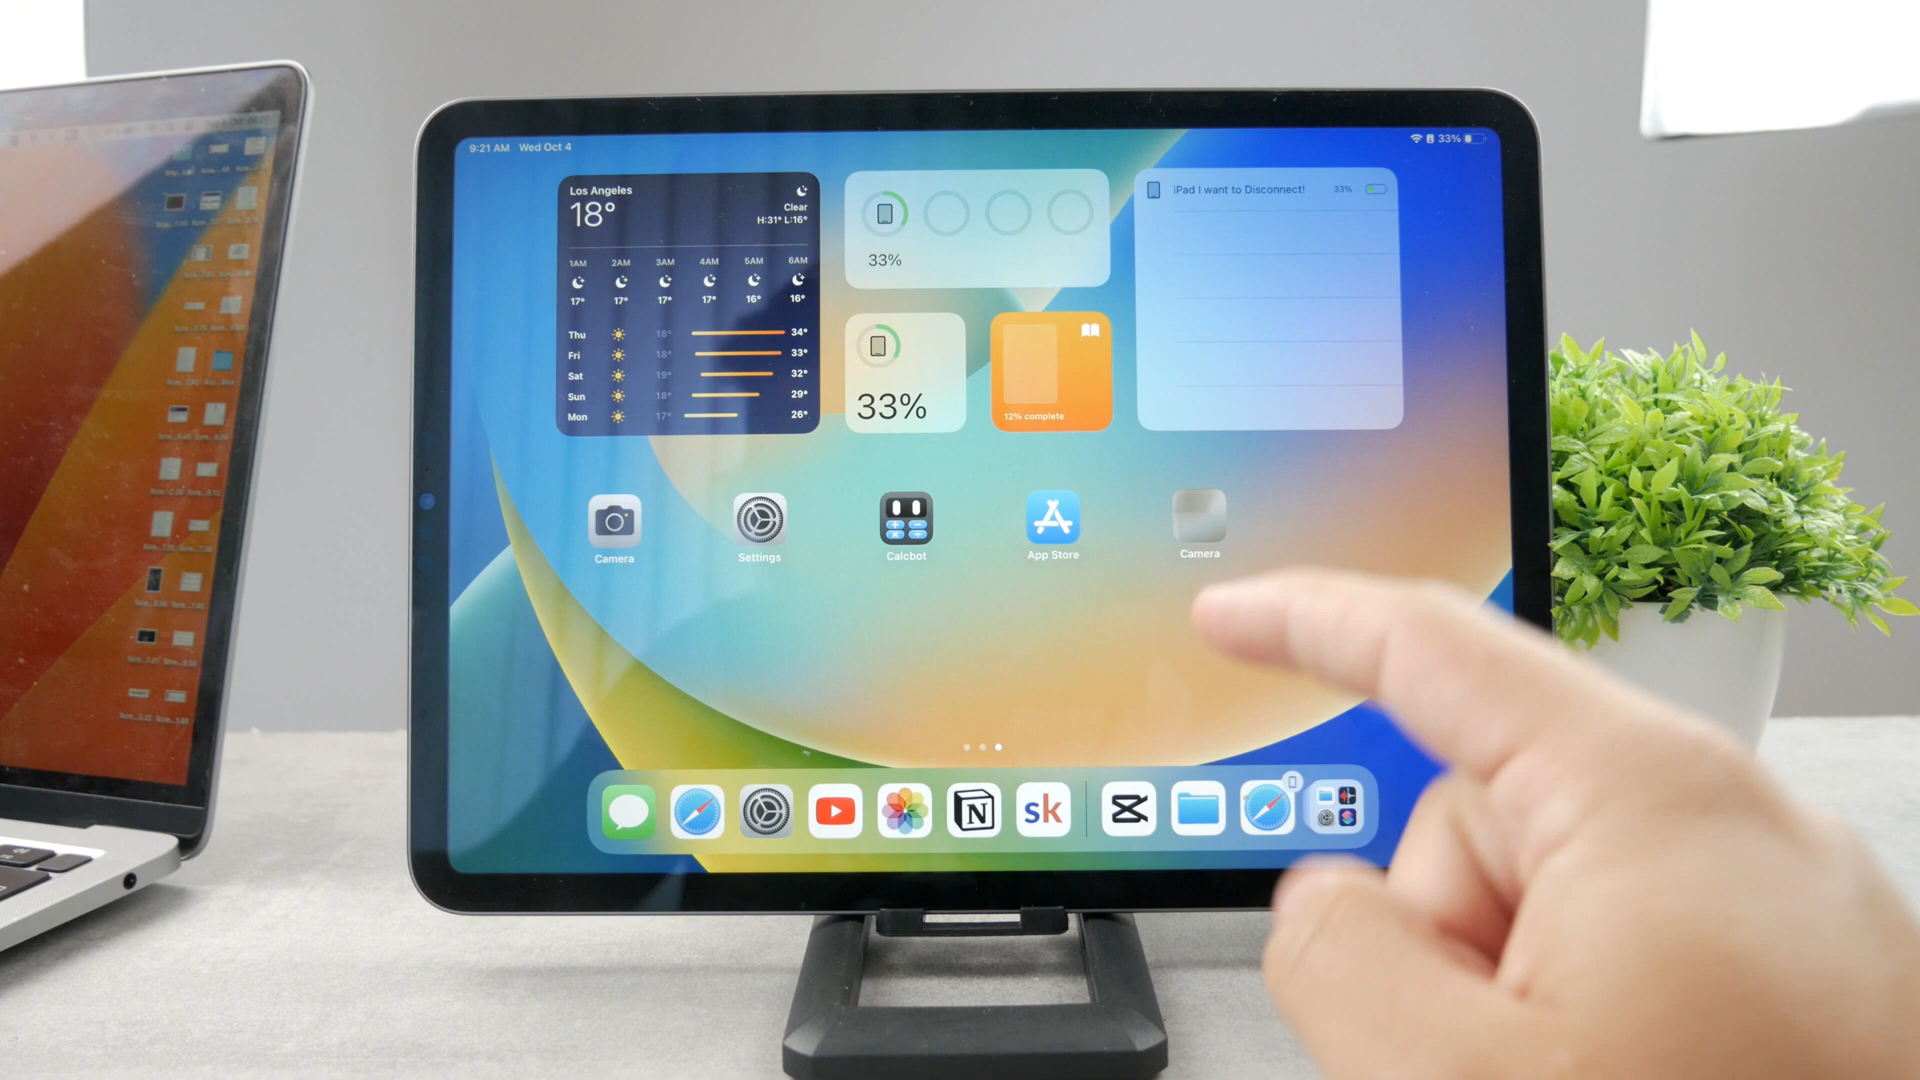 9:21 AM Wed Oct 4
33%
Los Angeles
18°
Clear
H:31° L:16°
1AM 2AM 3AM 4AM 5AM 6AM
17° 17° 17° 17° 16° 16°
Thu 18° 34°
Fri 18° 33°
Sat 19° 32°
Sun 18° 29°
Mon 17° 26°
33%
33%
12% complete
iPad I want to Disconnect! 33%
Camera
Settings
Calcbot
App Store
Camera
N
sk